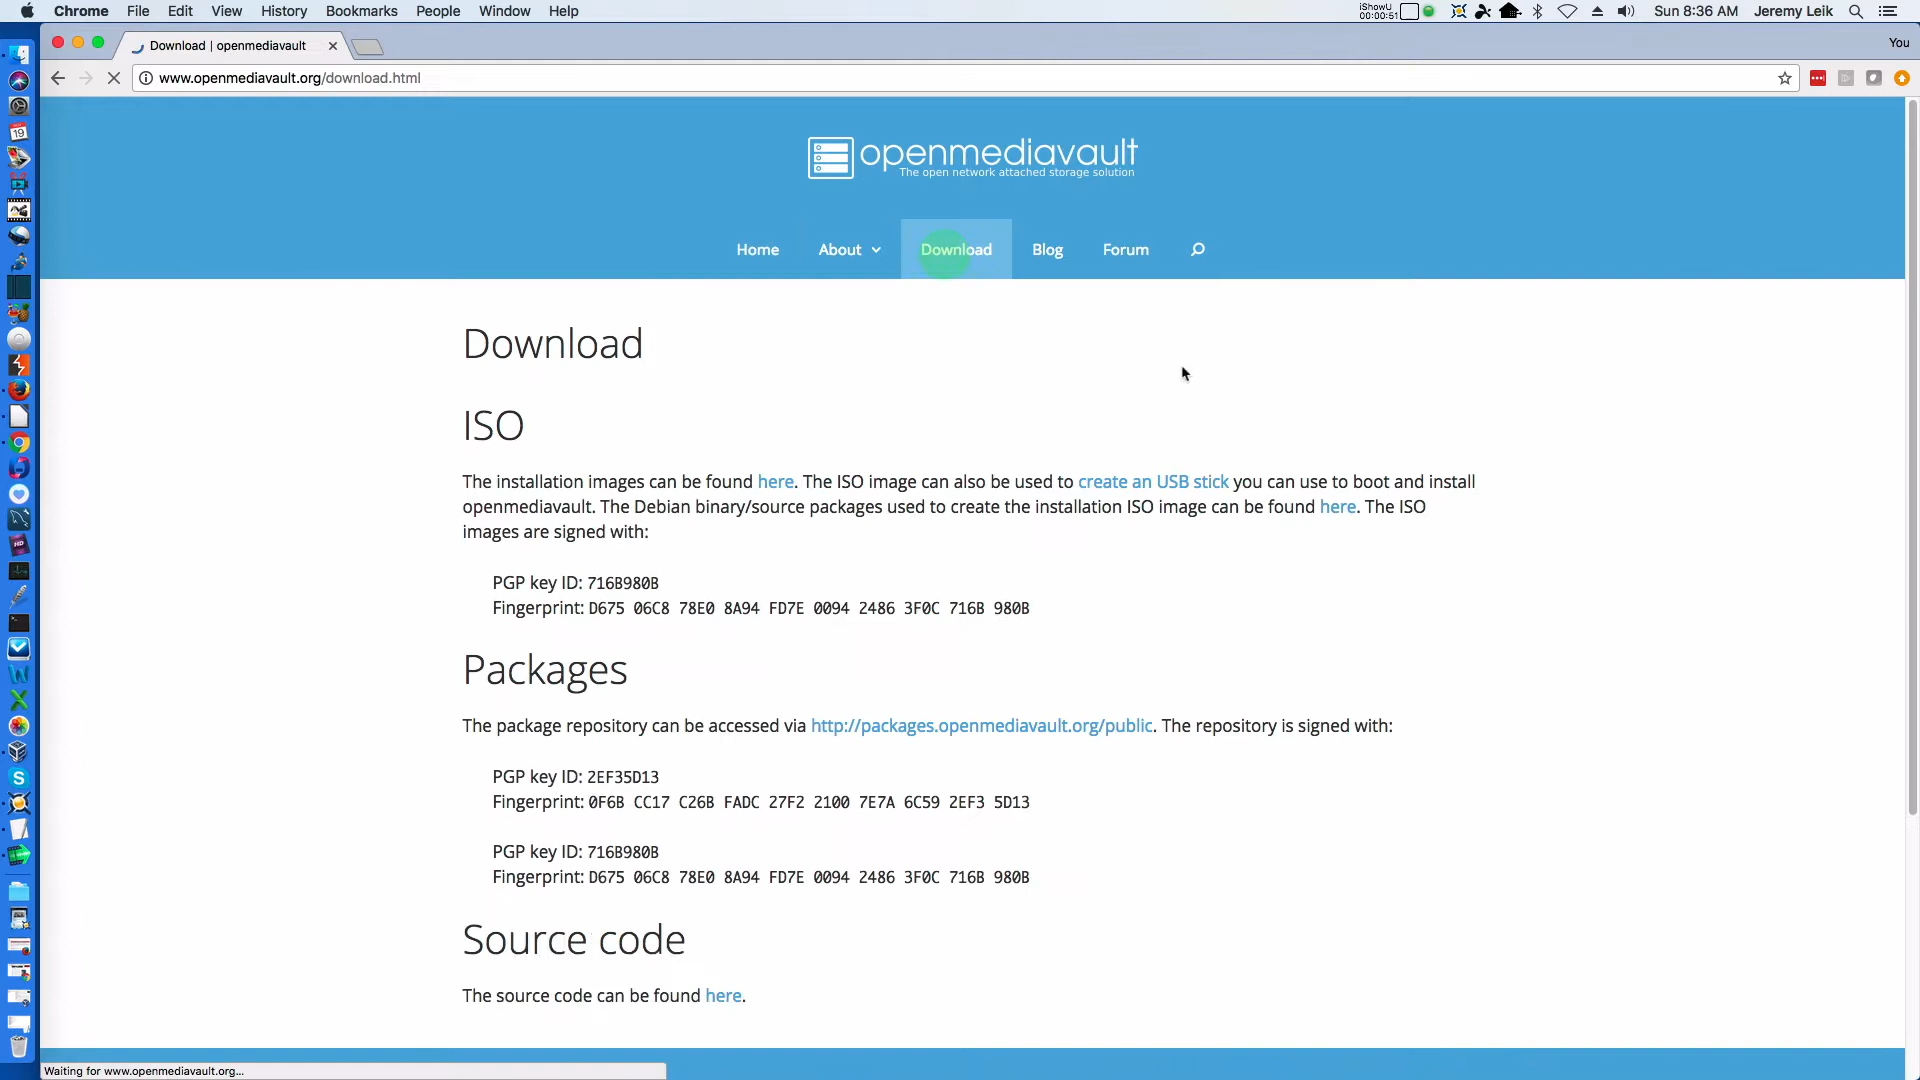 Chrome File Edit View History Bookmarks People Window Help
iShowU
00:00:51
Sun 8:36 AM Jeremy Leik
Download | openmediavault
You
www.openmediavault.org/download.html
openmediavault
The open network attached storage solution
Home About Download Blog Forum
Download
ISO
The installation images can be found here. The ISO image can also be used to create an USB stick you can use to boot and install
openmediavault. The Debian binary/source packages used to create the installation ISO image can be found here. The ISO
images are signed with:
PGP key ID: 716B980B
Fingerprint: D675 06C8 78E0 8A94 FD7E 0094 2486 3F0C 716B 980B
Packages
The package repository can be accessed via http://packages.openmediavault.org/public. The repository is signed with:
PGP key ID: 2EF35D13
Fingerprint: 0F6B CC17 C26B FADC 27F2 2100 7E7A 6C59 2EF3 5D13
PGP key ID: 716B980B
Fingerprint: D675 06C8 78E0 8A94 FD7E 0094 2486 3F0C 716B 980B
Source code
The source code can be found here.
Waiting for www.openmediavault.org...